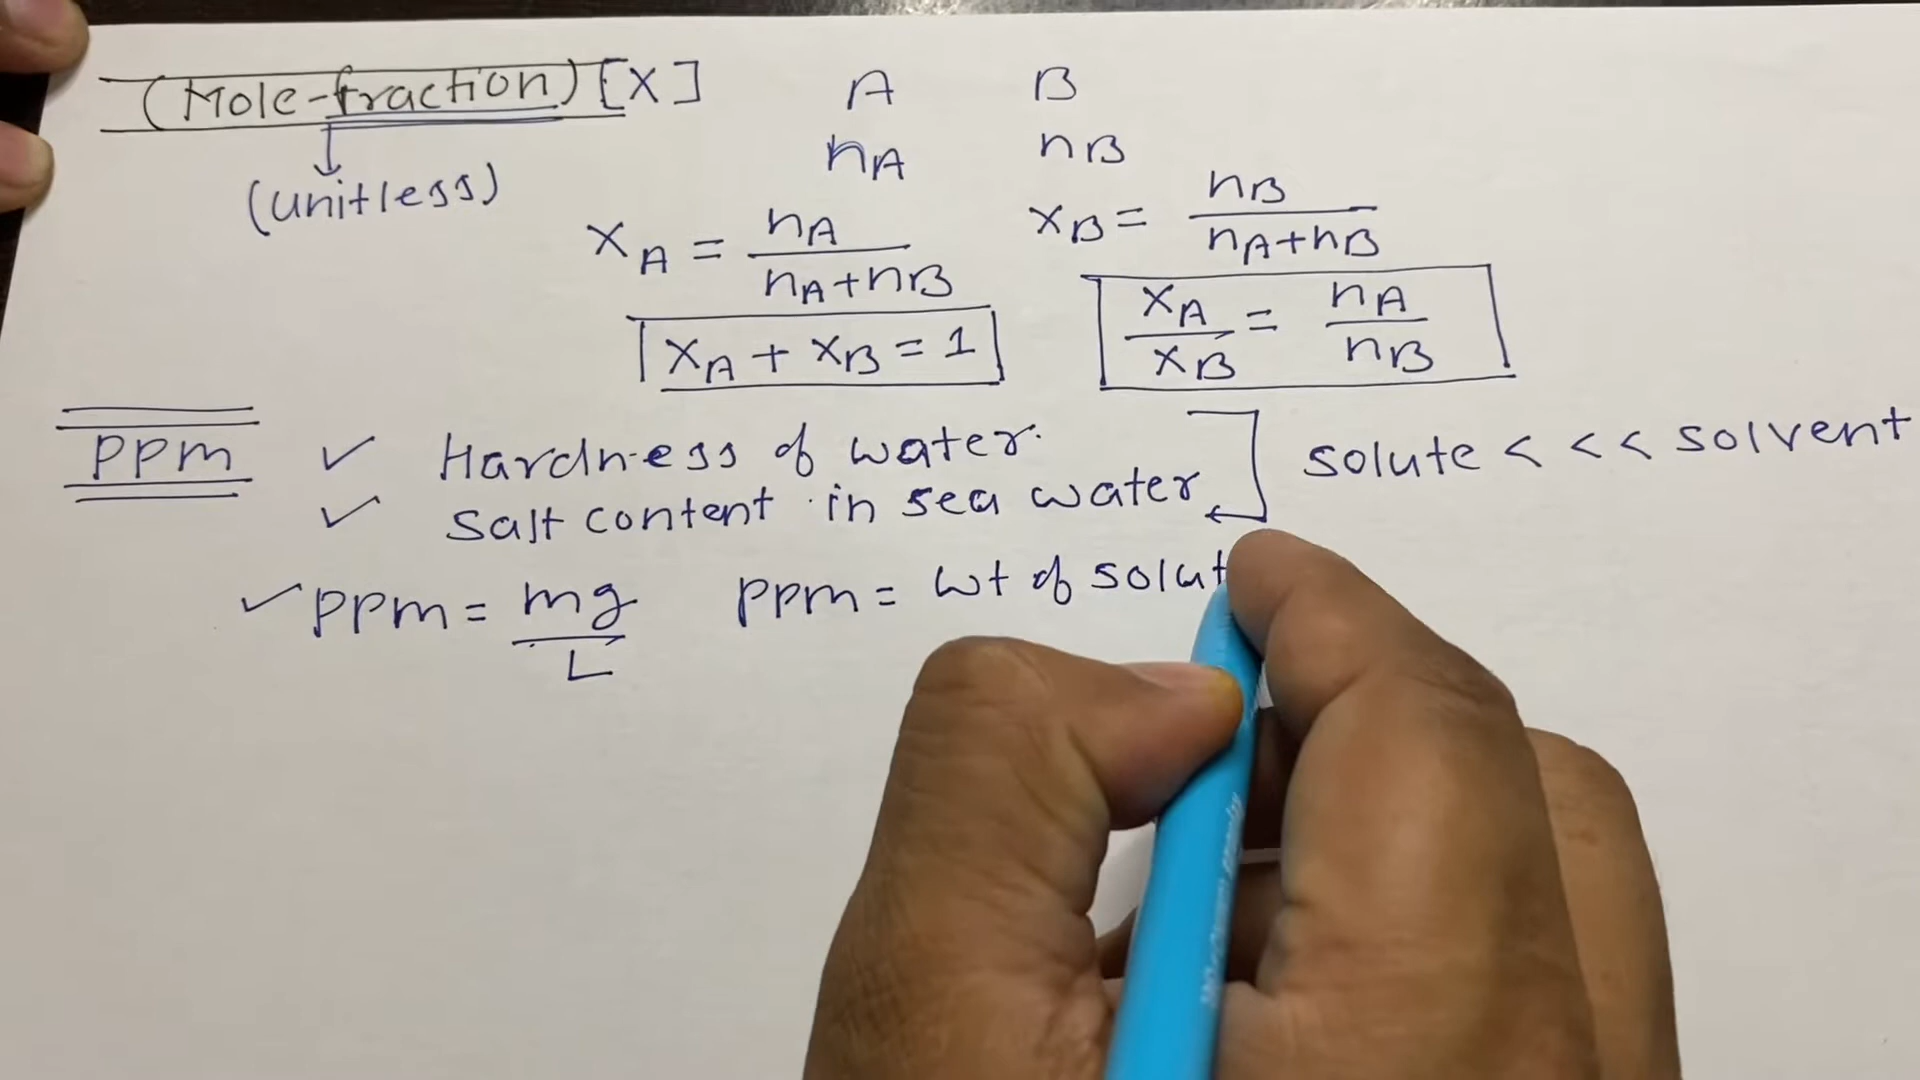 (Mole-fraction) [X] A B
nA nB
(unitless)
xA = nA / nA+nB xB = nB / nA+nB
xA + xB = 1 xA / xB = nA / nB
PPm ✓ Hardness of water. solute < < < solvent
✓ Salt content in sea water
✓ PPm = mg / L PPm = wt of solut